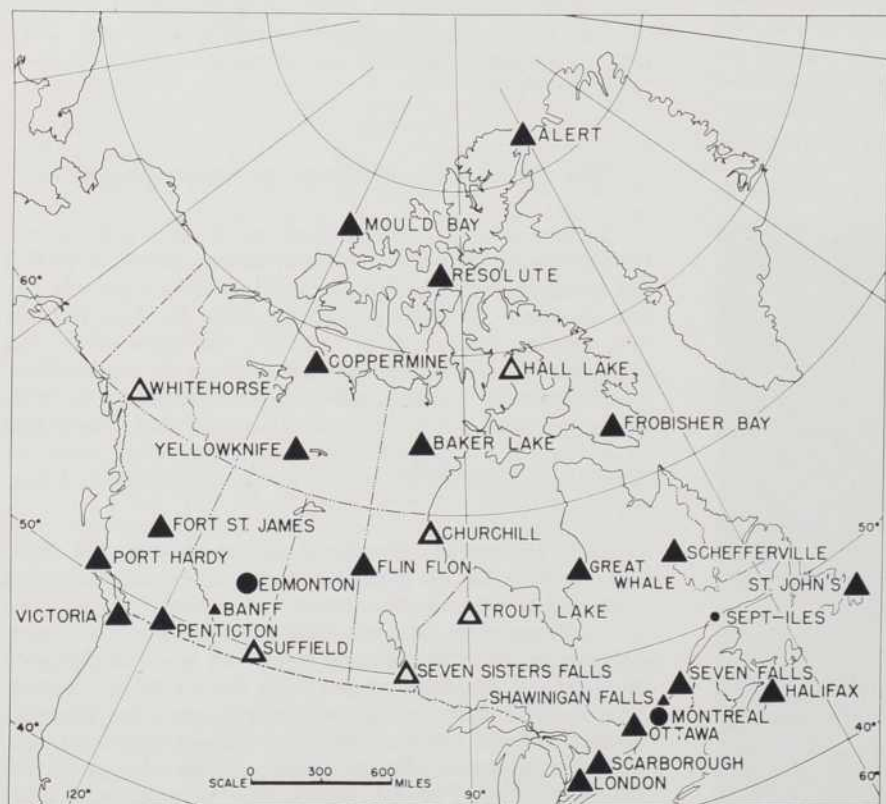 ALERT
MOULD BAY
RESOLUTE
60°
COPPERMINE
HALL LAKE
WHITEHORSE
FROBISHER BAY
YELLOWKNIFE
BAKER LAKE
50°
FORT ST. JAMES
CHURCHILL
50°
PORT HARDY
FLIN FLON
SCHEFFERVILLE
GREAT
WHALE
ST. JOHN'S
EDMONTON
BANFF
VICTORIA
PENTICTON
TROUT LAKE
SEPT-ILES
SUFFIELD
SEVEN SISTERS FALLS
SEVEN FALLS
SHAWINIGAN FALLS
HALIFAX
MONTREAL
40°
OTTAWA
40°
SCARBOROUGH
0 300 600
SCALE MILES
LONDON
60°
120°
90°